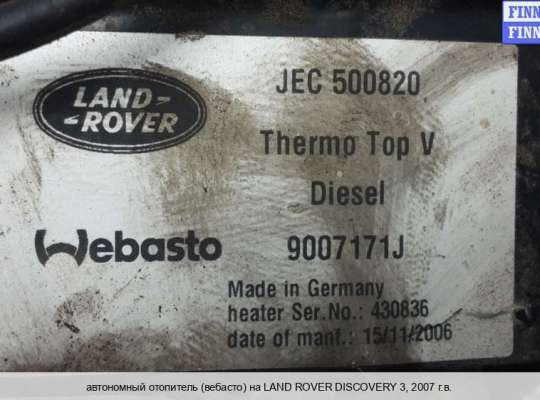 FINN
FINN
LAND-
-ROVER
JEC 500820
Thermo Top V
Diesel
Webasto
9007171J
Made in Germany
heater Ser.No.: 430836
date of manf.: 15/11/2006
автономный отопитель (вебасто) на LAND ROVER DISCOVERY 3, 2007 г.в.